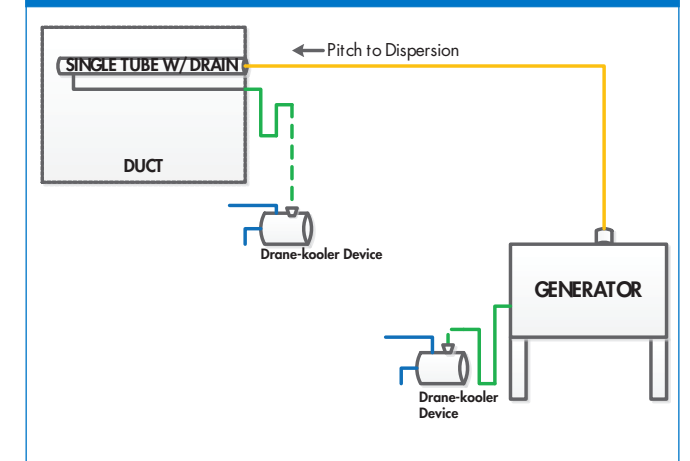 Pitch to Dispersion
SINGLE TUBE W/ DRAIN
DUCT
Drane-kooler Device
GENERATOR
Drane-kooler
Device